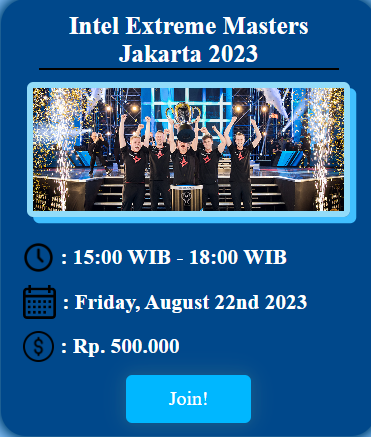 Intel Extreme Masters
Jakarta 2023
: 15:00 WIB - 18:00 WIB
: Friday, August 22nd 2023
$ : Rp. 500.000
Join!